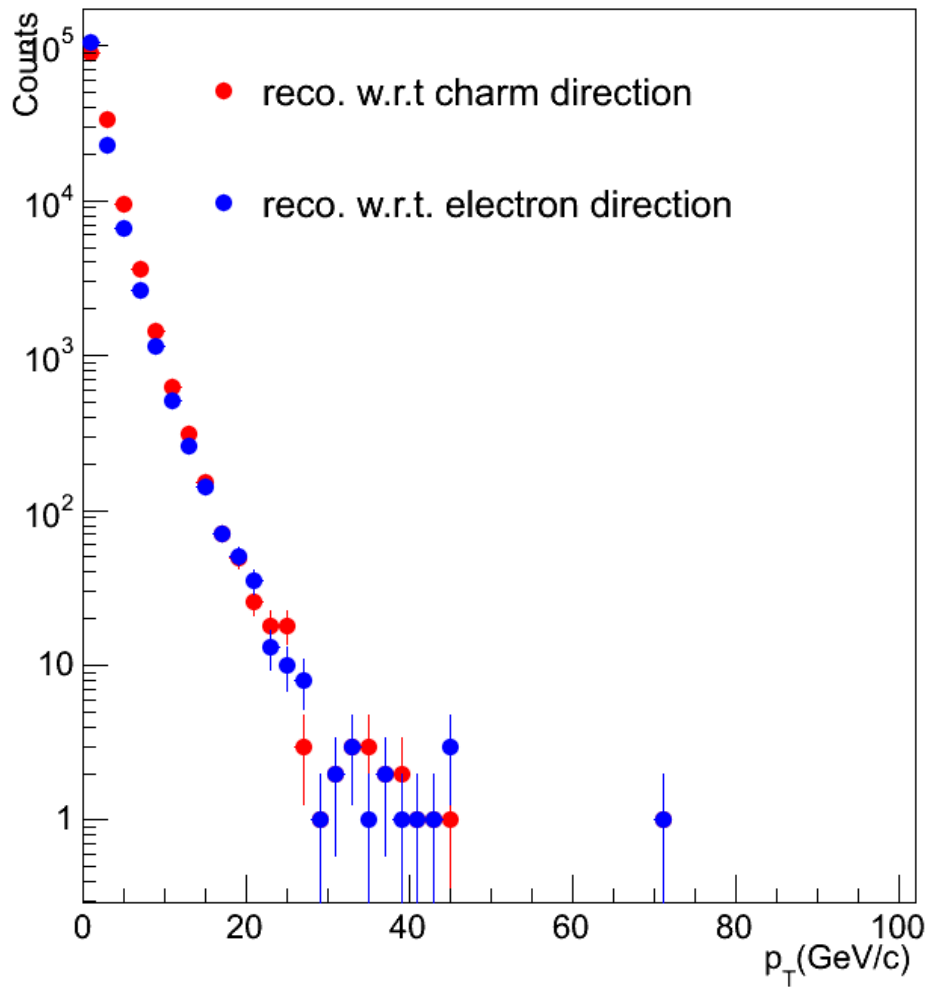 Counts
10^5
10^4
10^3
10^2
10
1
reco. w.r.t charm direction
reco. w.r.t. electron direction
0 20 40 60 80 100
p_T(GeV/c)